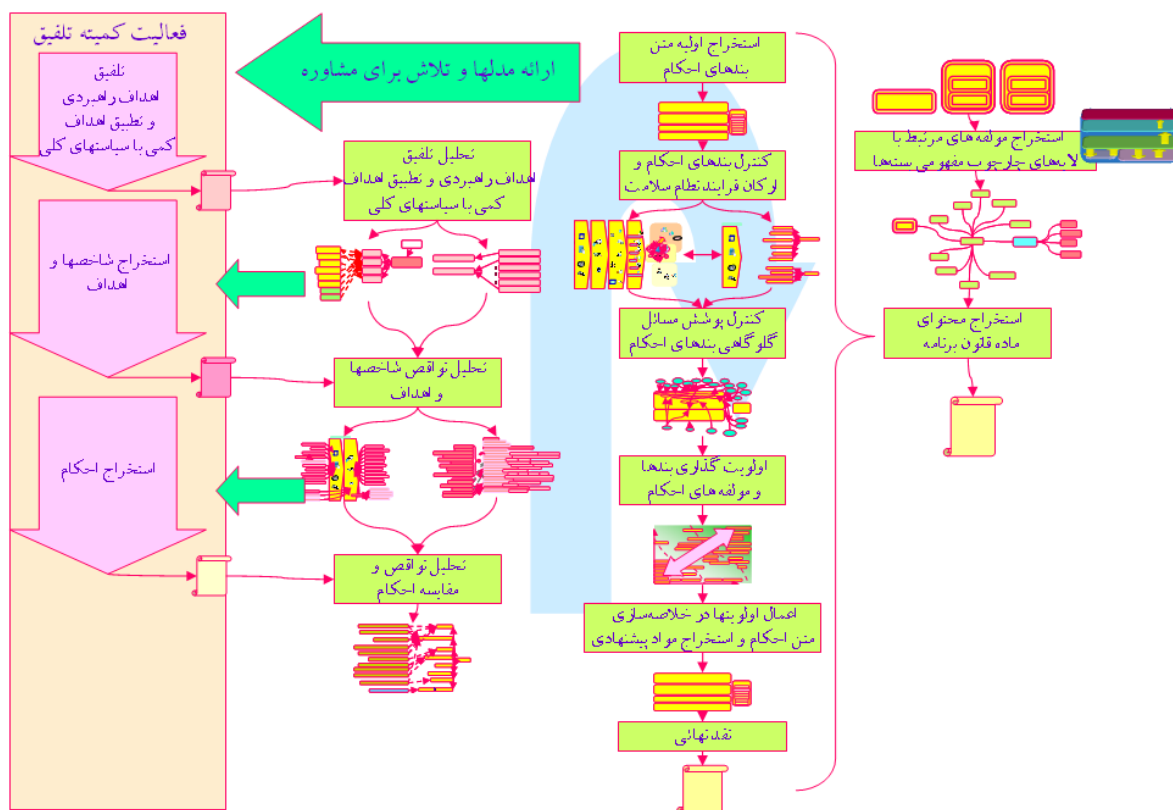 فعالیت کمیته تلفیق
تلفیق
اهداف راهبردی
و تطبیق اهداف
کمی با سیاستهای کلی
استخراج شاخصها و
اهداف
استخراج احکام
ارائه مدلها و تلاش برای مشاوره
تحلیل تلفیق
اهداف راهبردی و تطبیق اهداف
کمی با سیاستهای کلی
تحلیل نواقص شاخصها
و اهداف
تحلیل نواقص و
مقایسه احکام
استخراج اولیه متن
بندهای احکام
کنترل بندهای احکام و
ارکان فرایند نظام سلامت
کنترل پوشش مسائل
گلوگاهی بندهای احکام
اولویت گذاری بندها
و مولفه های احکام
اعمال اولویتها در خلاصه‌سازی
متن احکام و استخراج مواد پیشنهادی
نقد نهائی
استخراج مولفه های مرتبط با
لایه‌های چارچوب مفهومی بسته‌ها
استخراج محتوای
ماده قانون برنامه